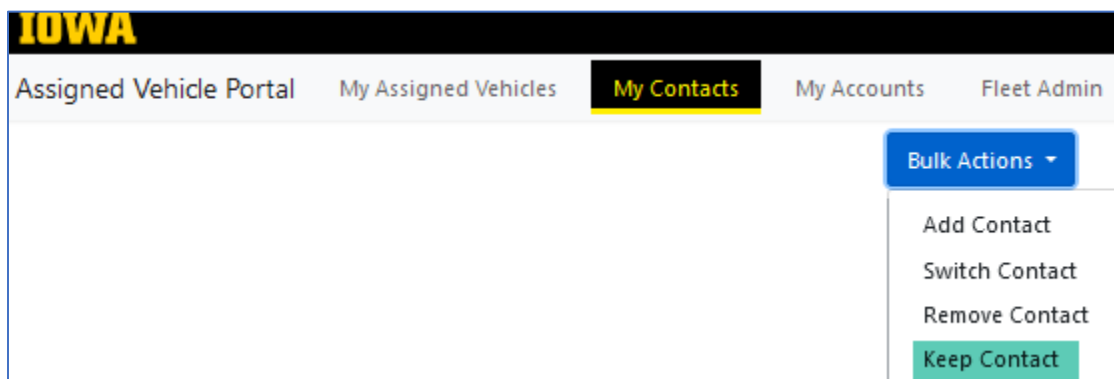 IOWA
Assigned Vehicle Portal My Assigned Vehicles My Contacts My Accounts Fleet Admin
Bulk Actions
Add Contact
Switch Contact
Remove Contact
Keep Contact